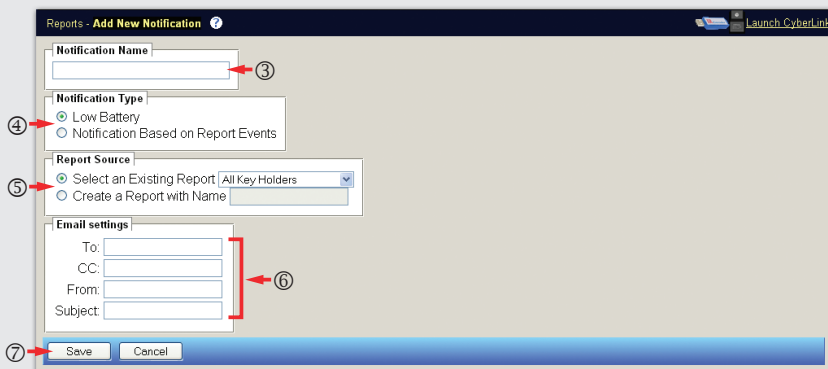 Reports - Add New Notification ?
Launch CyberLink
Notification Name
③
Notification Type
④
Low Battery
Notification Based on Report Events
Report Source
⑤
Select an Existing Report All Key Holders
Create a Report with Name
Email settings
To:
CC:
⑥
From:
Subject:
⑦ Save Cancel